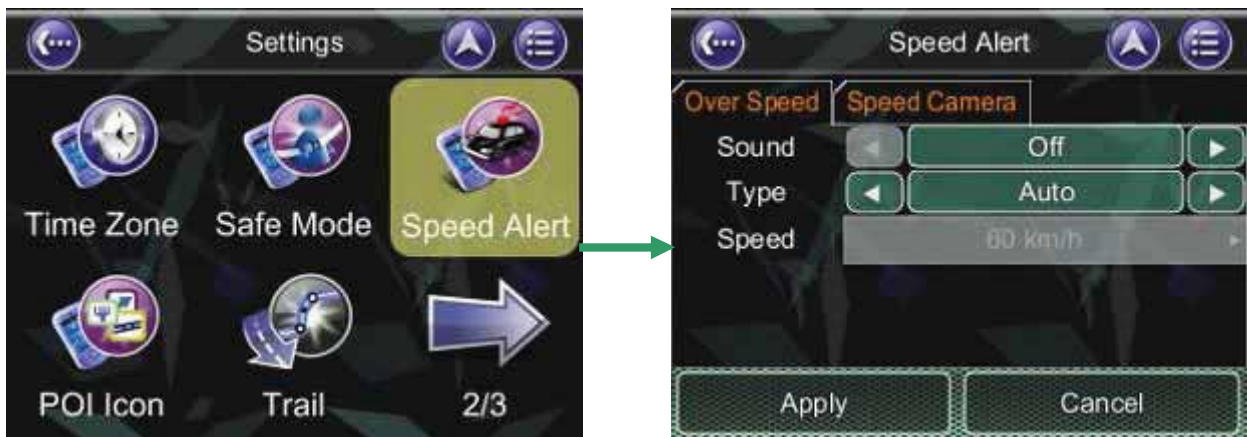 Settings
Time Zone Safe Mode Speed Alert
POI Icon Trail 2/3
Speed Alert
Over Speed Speed Camera
Sound Off
Type Auto
Speed 60 km/h
Apply Cancel